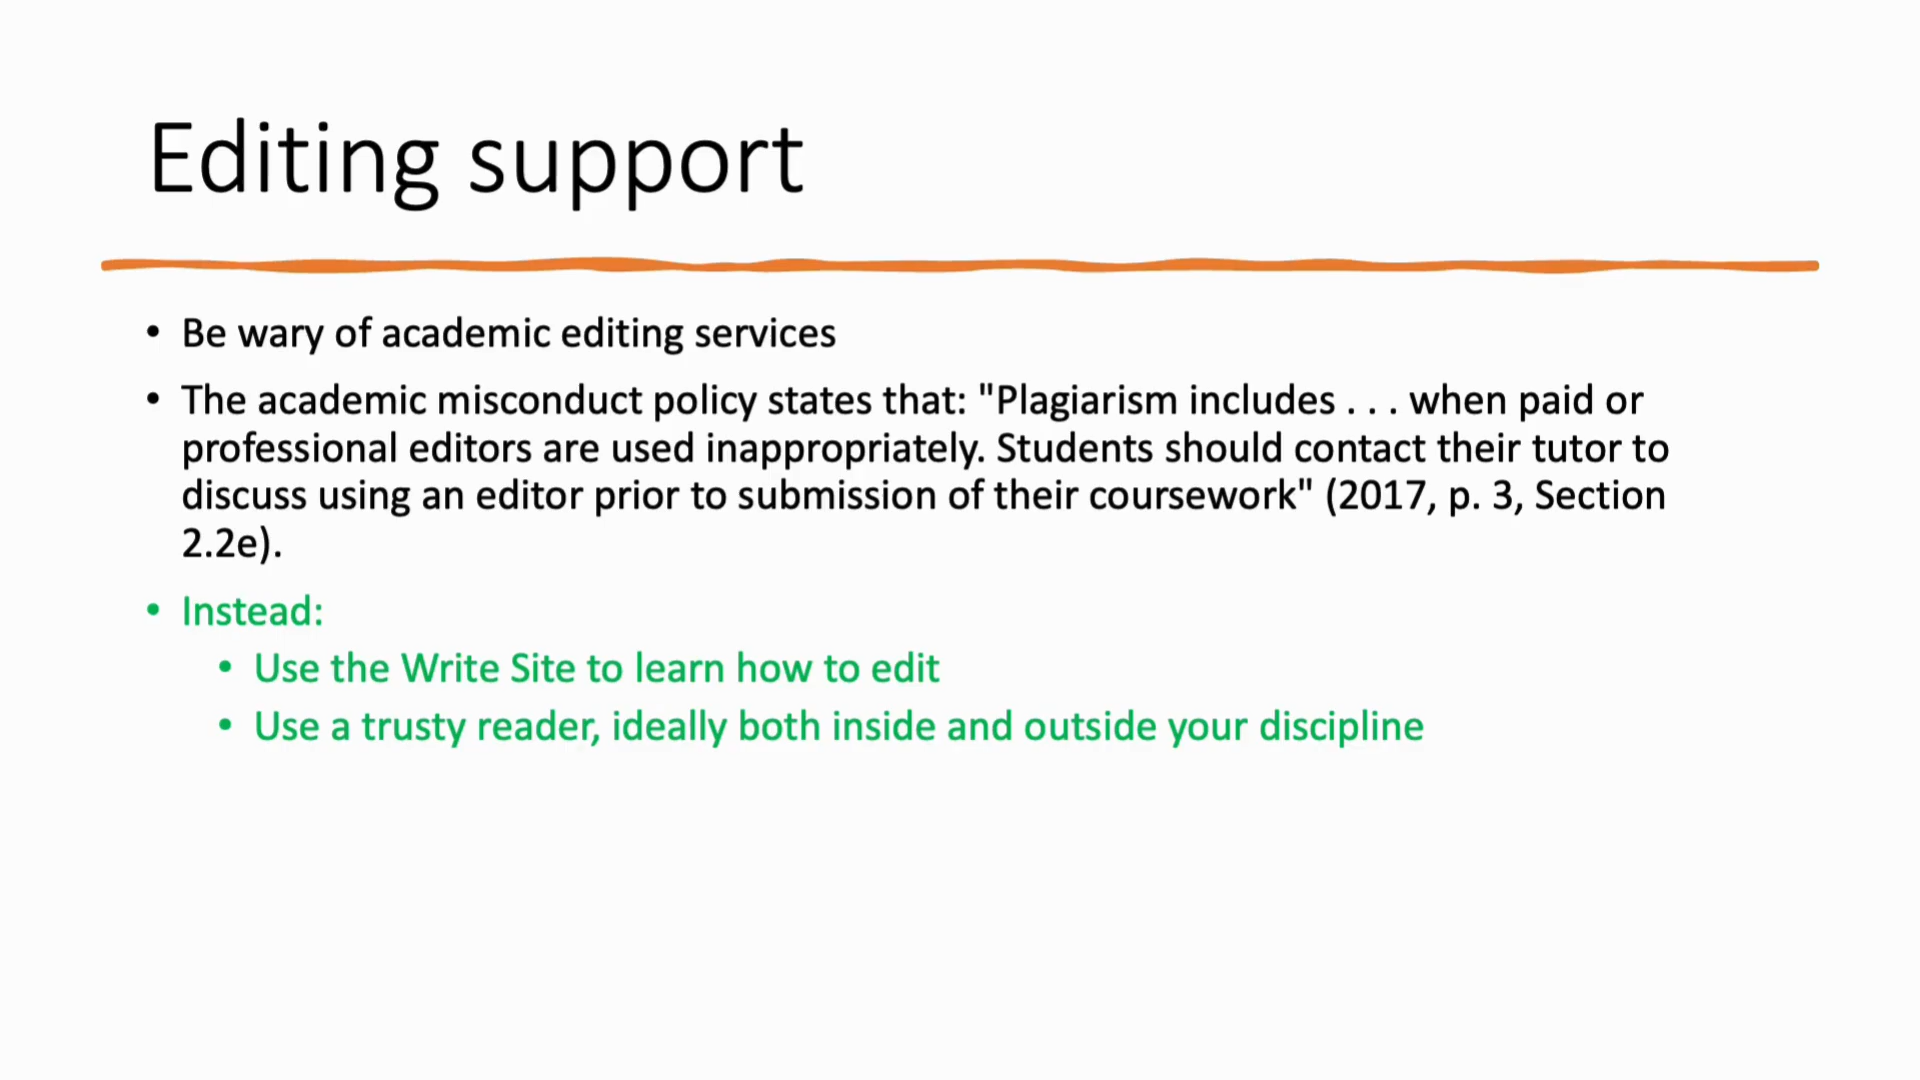 Editing support
• Be wary of academic editing services
• The academic misconduct policy states that: "Plagiarism includes . . . when paid or
professional editors are used inappropriately. Students should contact their tutor to
discuss using an editor prior to submission of their coursework" (2017, p. 3, Section
2.2e).
• Instead:
• Use the Write Site to learn how to edit
• Use a trusty reader, ideally both inside and outside your discipline